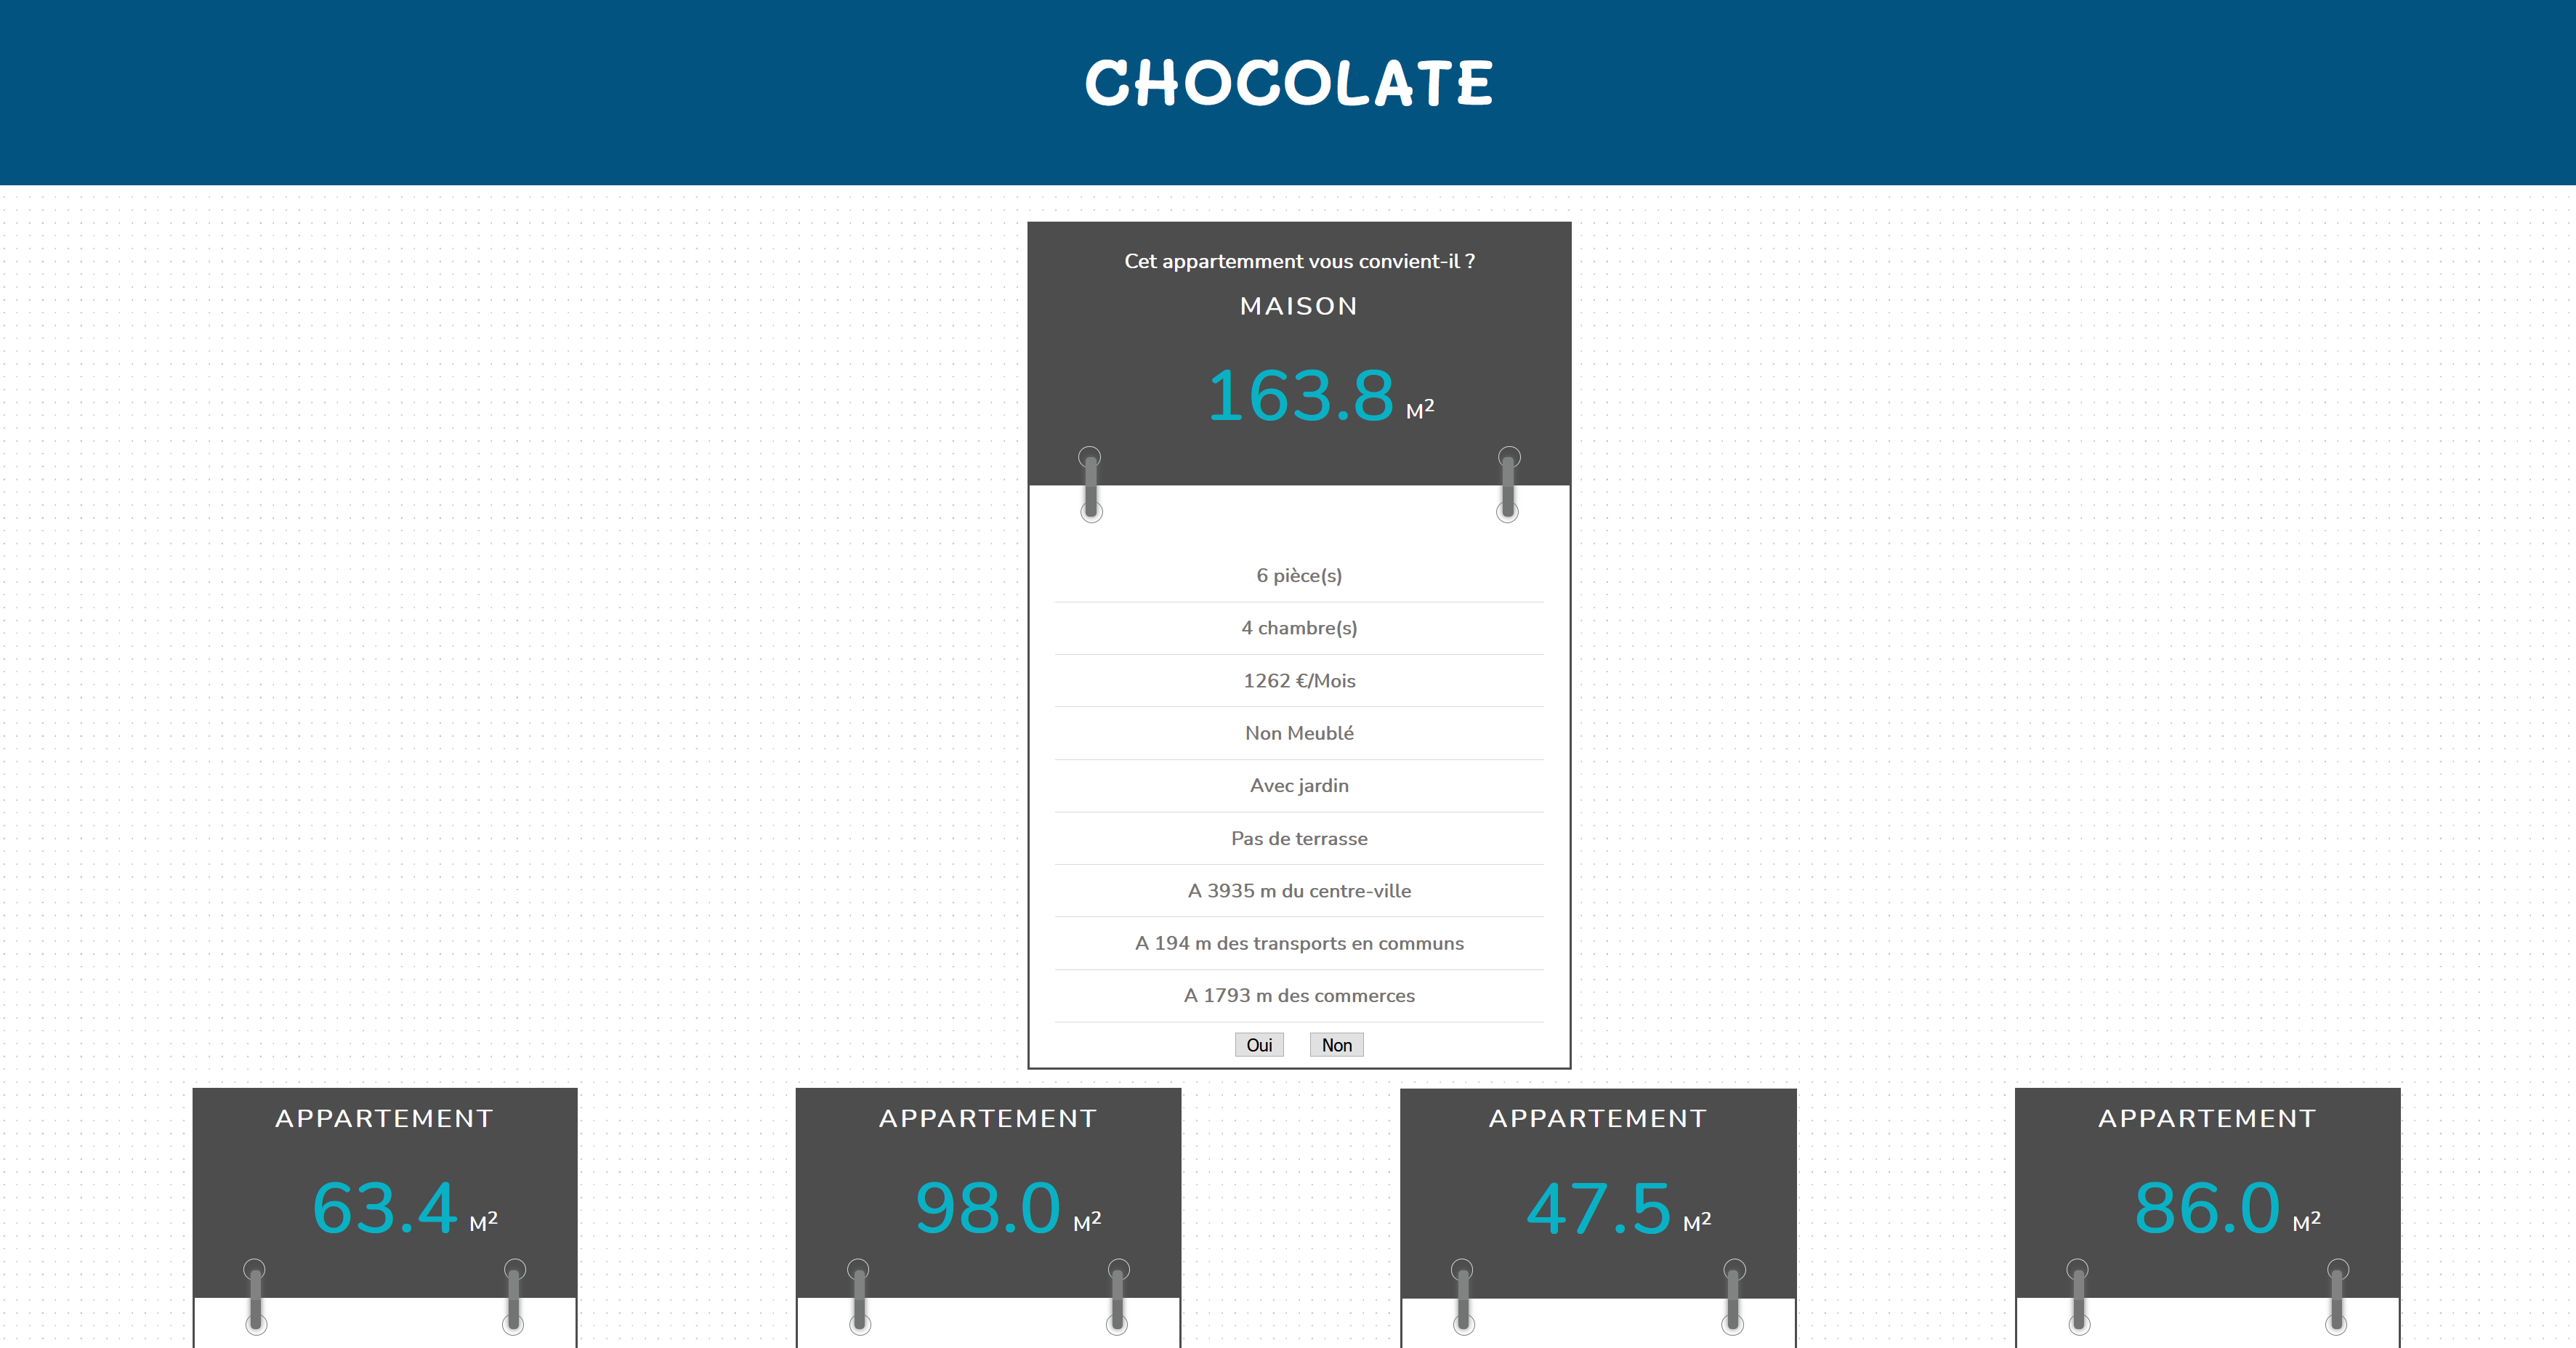 CHOCOLATE
Cet appartemment vous convient-il ?
MAISON
163.8 M²
6 pièce(s)
4 chambre(s)
1262 €/Mois
Non Meublé
Avec jardin
Pas de terrasse
A 3935 m du centre-ville
A 194 m des transports en communs
A 1793 m des commerces
Oui Non
APPARTEMENT APPARTEMENT APPARTEMENT APPARTEMENT
63.4 M² 98.0 M² 47.5 M² 86.0 M²